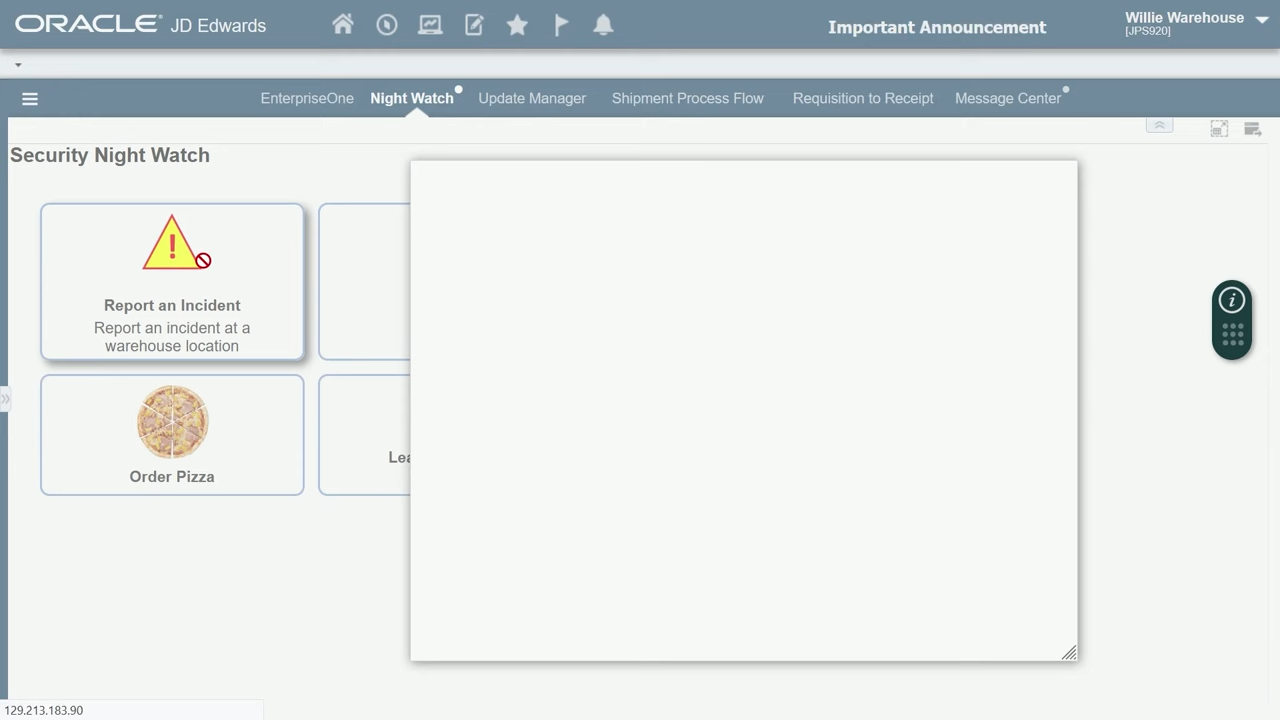 ORACLE JD Edwards
Important Announcement
Willie Warehouse
[JPS920]
EnterpriseOne
Night Watch
Update Manager
Shipment Process Flow
Requisition to Receipt
Message Center
Security Night Watch
Report an Incident
Report an incident at a
warehouse location
Order Pizza
Lea
129.213.183.90